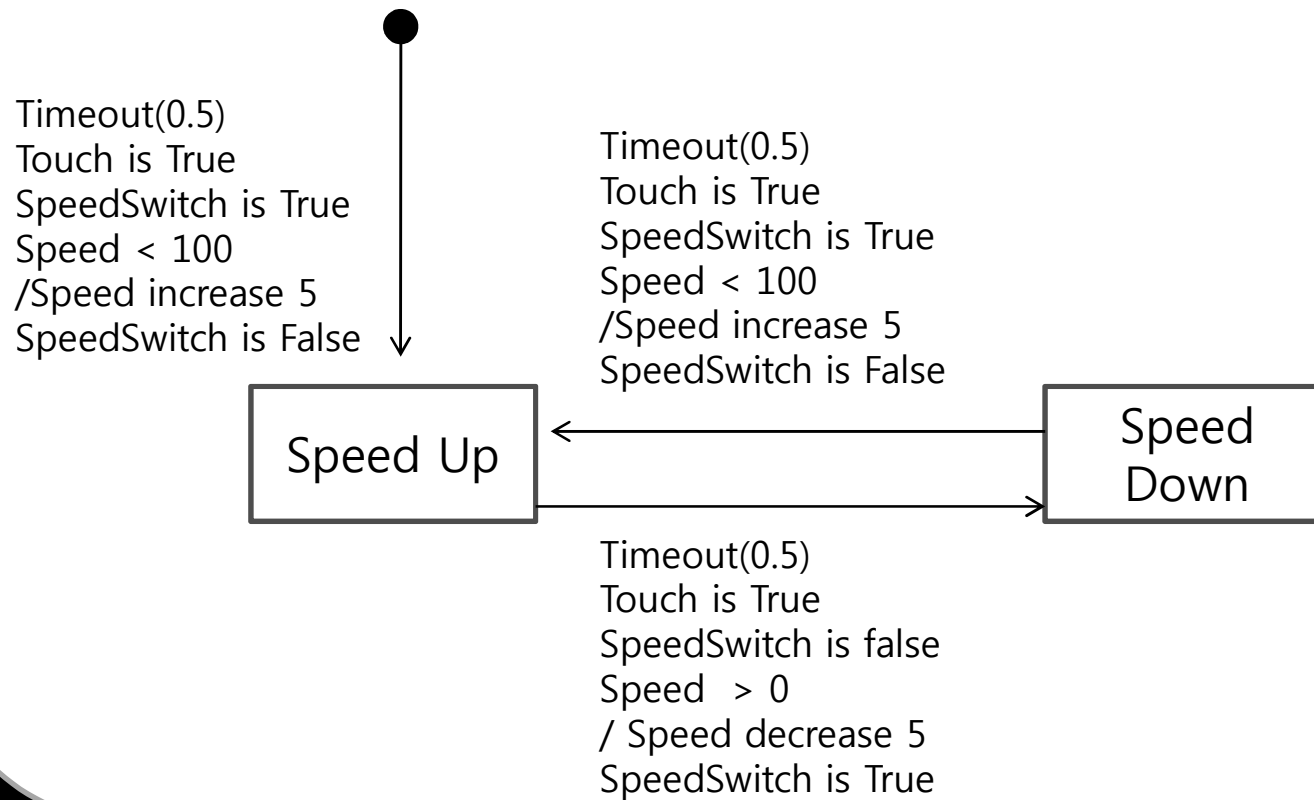 Timeout(0.5)
Touch is True
SpeedSwitch is True
Speed < 100
/Speed increase 5
SpeedSwitch is False
Timeout(0.5)
Touch is True
SpeedSwitch is True
Speed < 100
/Speed increase 5
SpeedSwitch is False
Speed Up
Speed
Down
Timeout(0.5)
Touch is True
SpeedSwitch is false
Speed  > 0
/ Speed decrease 5
SpeedSwitch is True